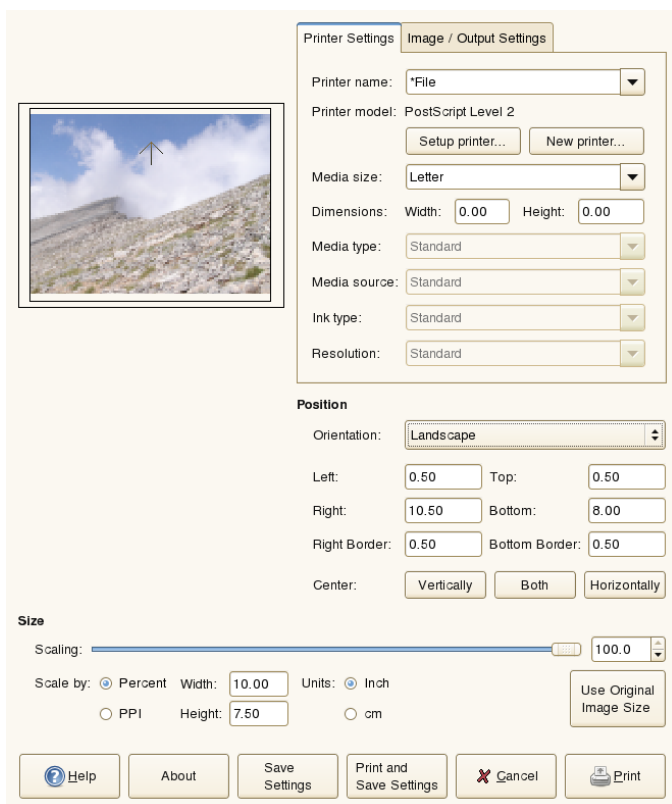 Printer Settings Image / Output Settings
Printer name: *File
Printer model: PostScript Level 2
Setup printer... New printer...
Media size: Letter
Dimensions: Width: 0.00 Height: 0.00
Media type: Standard
Media source: Standard
Ink type: Standard
Resolution: Standard
Position
Orientation: Landscape
Left: 0.50 Top: 0.50
Right: 10.50 Bottom: 8.00
Right Border: 0.50 Bottom Border: 0.50
Center: Vertically Both Horizontally
Size
Scaling: 100.0
Scale by: Percent Width: 10.00 Units: Inch
PPI Height: 7.50 cm
Use Original
Image Size
Help About Save
Settings Print and
Save Settings Cancel Print